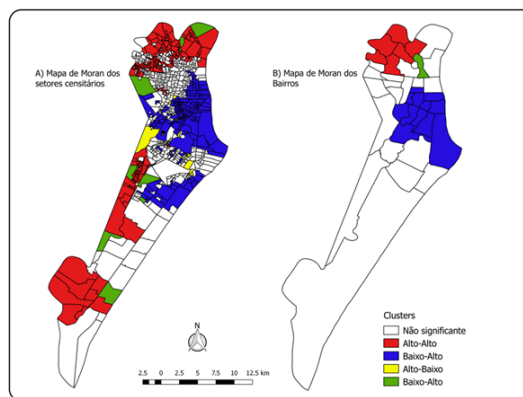 A) Mapa de Moran dos
setores censitários
B) Mapa de Moran dos
Bairros
N
2.5 0 2.5 5 7.5 10 12.5 km
Clusters
Não significante
Alto-Alto
Baixo-Alto
Alto-Baixo
Baixo-Alto